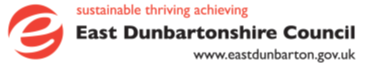 sustainable thriving achieving
East Dunbartonshire Council
www.eastdunbarton.gov.uk